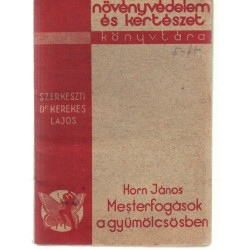 növényvédelem
és kertészet
könyvtára
SZERKESZTI
Dr KEREKES
LAJOS
Horn János
Mesterfogások
a gyümölcsösben